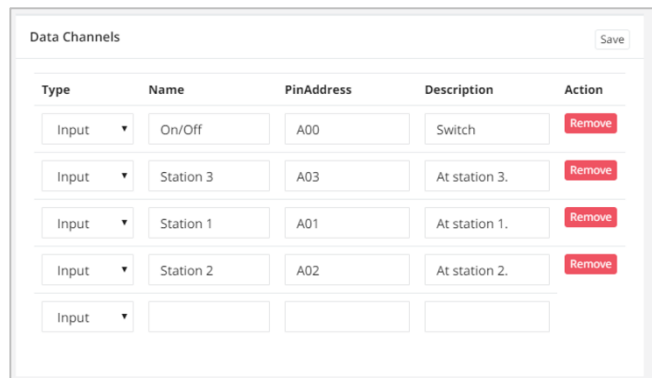 Data Channels Save
Type Name PinAddress Description Action
Input On/Off A00 Switch Remove
Input Station 3 A03 At station 3. Remove
Input Station 1 A01 At station 1. Remove
Input Station 2 A02 At station 2. Remove
Input